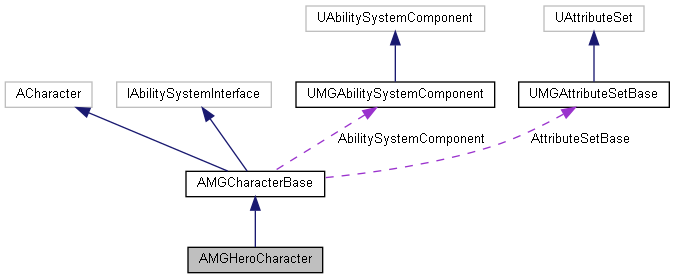 UAbilitySystemComponent
UAttributeSet
ACharacter
IAbilitySystemInterface
UMGAbilitySystemComponent
UMGAttributeSetBase
AbilitySystemComponent
AttributeSetBase
AMGCharacterBase
AMGHeroCharacter